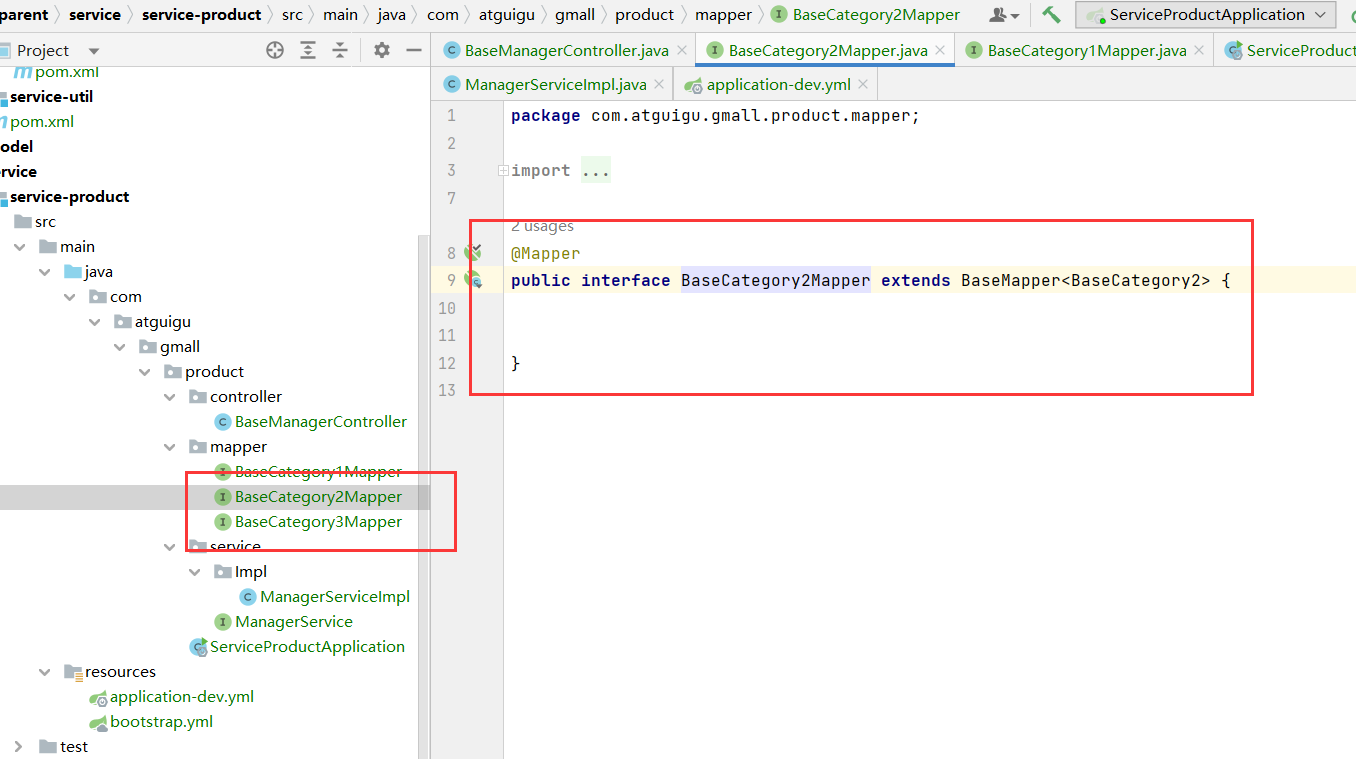 parent service service-product src main java com atguigu gmall product mapper BaseCategory2Mapper ServiceProductApplication
Project
BaseManagerController.java BaseCategory2Mapper.java BaseCategory1Mapper.java ServiceProduct
ManagerServiceImpl.java application-dev.yml
pom.xml
service-util
pom.xml
odel
rvice
service-product
src
main
java
com
atguigu
gmall
product
controller
BaseManagerController
mapper
BaseCategory1Mapper
BaseCategory2Mapper
BaseCategory3Mapper
service
Impl
ManagerServiceImpl
ManagerService
ServiceProductApplication
resources
application-dev.yml
bootstrap.yml
test
1 package com.atguigu.gmall.product.mapper;
2
3 import ...
7
2 usages
8 @Mapper
9 public interface BaseCategory2Mapper extends BaseMapper<BaseCategory2> {
10
11
12 }
13